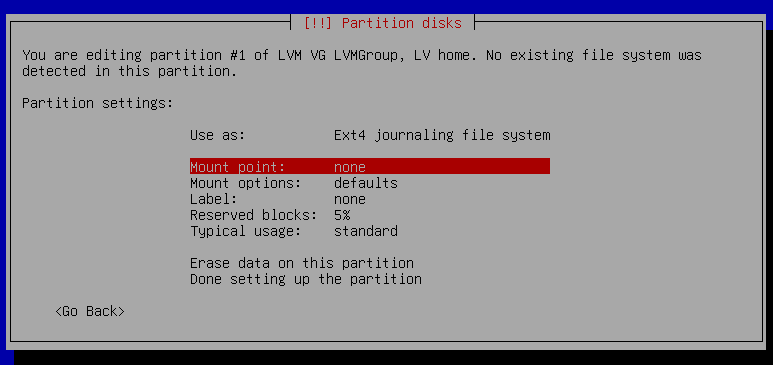 [!!] Partition disks
You are editing partition #1 of LVM VG LVMGroup, LV home. No existing file system was
detected in this partition.
Partition settings:
Use as: Ext4 journaling file system
Mount point: none
Mount options: defaults
Label: none
Reserved blocks: 5%
Typical usage: standard
Erase data on this partition
Done setting up the partition
<Go Back>